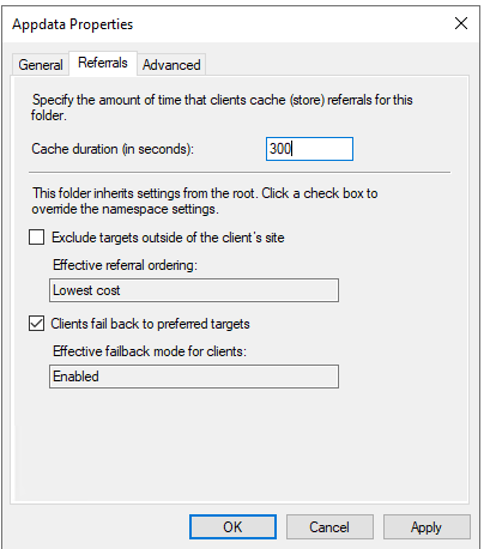 Appdata Properties
General Referrals Advanced
Specify the amount of time that clients cache (store) referrals for this
folder.
Cache duration (in seconds): 300
This folder inherits settings from the root. Click a check box to
override the namespace settings.
Exclude targets outside of the client's site
Effective referral ordering:
Lowest cost
Clients fail back to preferred targets
Effective failback mode for clients:
Enabled
OK Cancel Apply